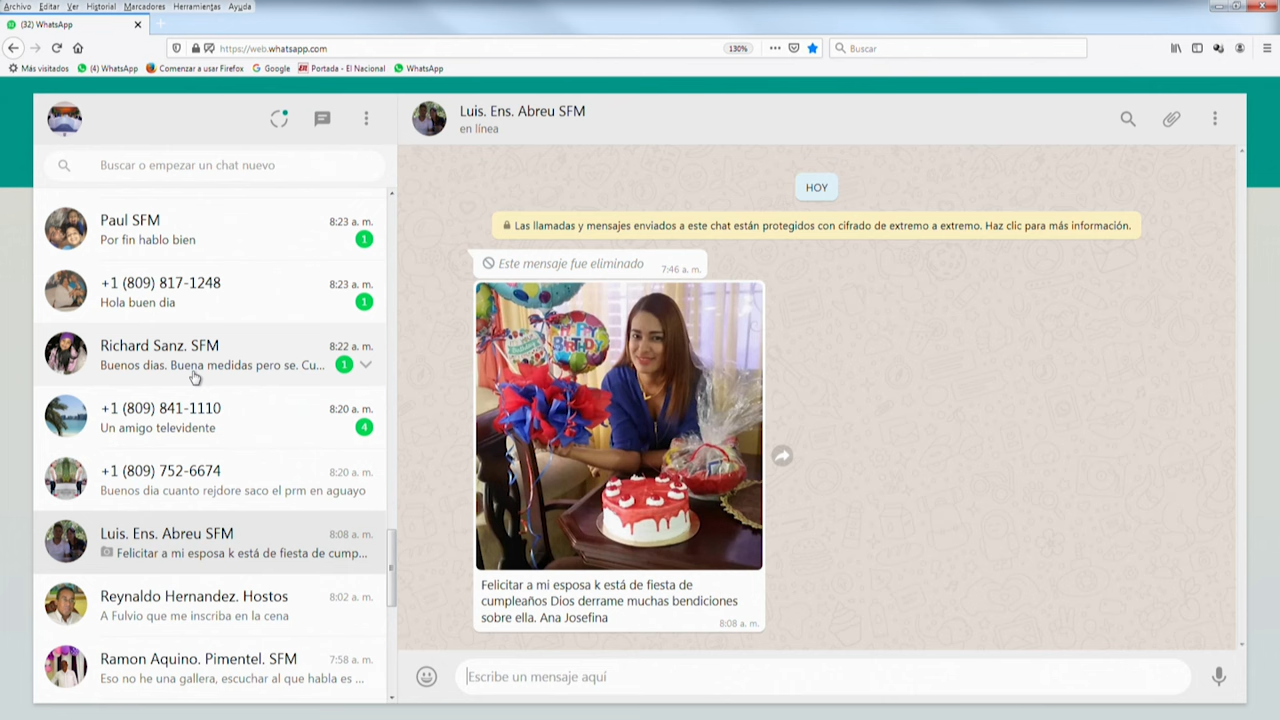 Archivo Editar Ver Historial Marcadores Herramientas Ayuda
(32) WhatsApp
https://web.whatsapp.com
130%
Buscar
Más visitados
(4) WhatsApp
Comenzar a usar Firefox
Google
Portada - El Nacional
WhatsApp
Buscar o empezar un chat nuevo
Paul SFM 8:23 a. m.
Por fin hablo bien 1
+1 (809) 817-1248 8:23 a. m.
Hola buen dia 1
Richard Sanz. SFM 8:22 a. m.
Buenos dias. Buena medidas pero se. Cu... 1
+1 (809) 841-1110 8:20 a. m.
Un amigo televidente 4
+1 (809) 752-6674 8:20 a. m.
Buenos dia cuanto rejdore saco el prm en aguayo
Luis. Ens. Abreu SFM 8:08 a. m.
Felicitar a mi esposa k está de fiesta de cump...
Reynaldo Hernandez. Hostos 8:02 a. m.
A Fulvio que me inscriba en la cena
Ramon Aquino. Pimentel. SFM 7:58 a. m.
Eso no he una gallera, escuchar al que habla es ...
Luis. Ens. Abreu SFM
en línea
HOY
Las llamadas y mensajes enviados a este chat están protegidos con cifrado de extremo a extremo. Haz clic para más información.
Este mensaje fue eliminado 7:46 a. m.
HAPPY
BIRTHDAY
Felicitar a mi esposa k está de fiesta de
cumpleaños Dios derrame muchas bendiciones
sobre ella. Ana Josefina
8:08 a. m.
Escribe un mensaje aquí